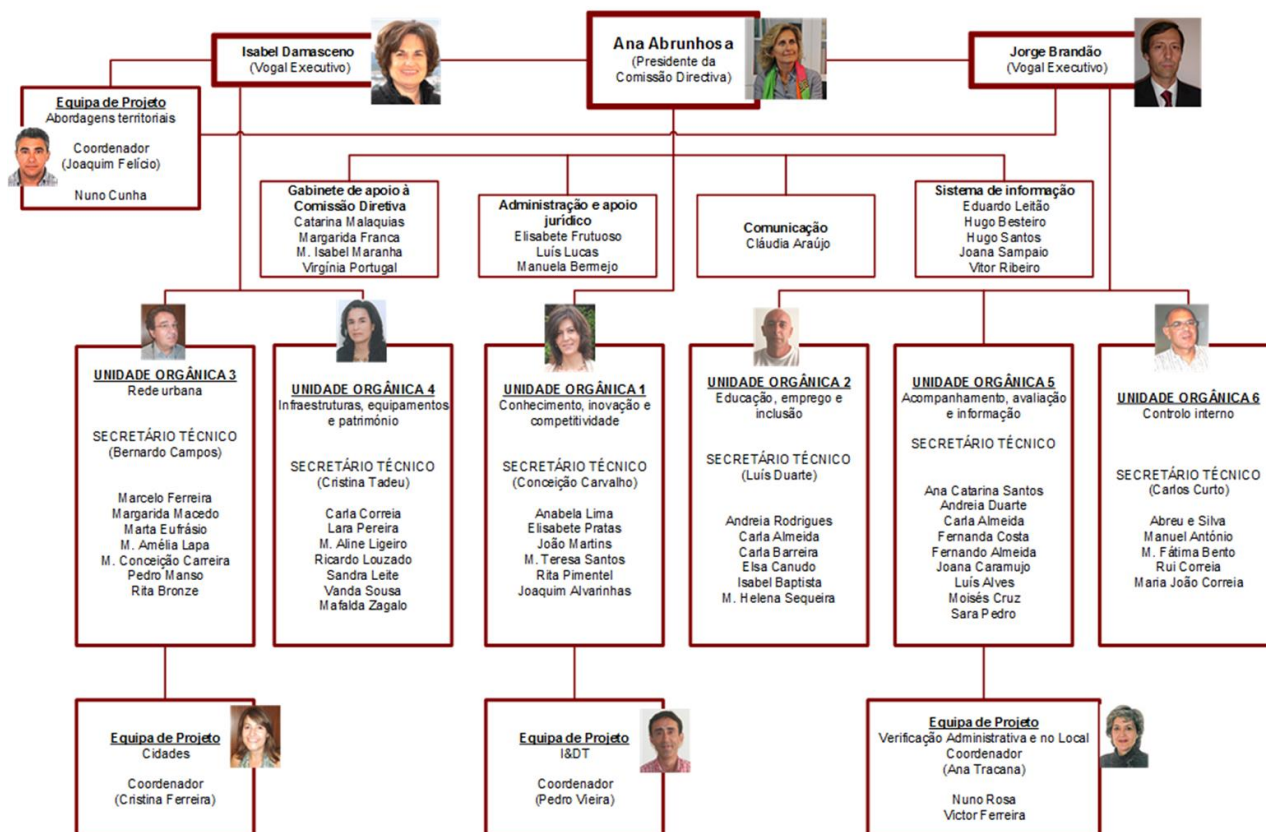 Isabel Damasceno
(Vogal Executivo)
Ana Abrunhosa
(Presidente da
Comissão Directiva)
Jorge Brandão
(Vogal Executivo)
Equipa de Projeto
Abordagens territoriais
Coordenador
(Joaquim Felício)
Nuno Cunha
Gabinete de apoio à
Comissão Diretiva
Catarina Malaquias
Margarida Franca
M. Isabel Maranha
Virgínia Portugal
Administração e apoio
jurídico
Elisabete Frutuoso
Luís Lucas
Manuela Bermejo
Comunicação
Cláudia Araújo
Sistema de informação
Eduardo Leitão
Hugo Besteiro
Hugo Santos
Joana Sampaio
Vitor Ribeiro
UNIDADE ORGÂNICA 3
Rede urbana
SECRETÁRIO TÉCNICO
(Bernardo Campos)
Marcelo Ferreira
Margarida Macedo
Marta Eufrásio
M. Amélia Lapa
M. Conceição Carreira
Pedro Manso
Rita Bronze
UNIDADE ORGÂNICA 4
Infraestruturas, equipamentos
e património
SECRETÁRIO TÉCNICO
(Cristina Tadeu)
Carla Correia
Lara Pereira
M. Aline Ligeiro
Ricardo Louzado
Sandra Leite
Vanda Sousa
Mafalda Zagalo
UNIDADE ORGÂNICA 1
Conhecimento, inovação e
competitividade
SECRETÁRIO TÉCNICO
(Conceição Carvalho)
Anabela Lima
Elisabete Pratas
João Martins
M. Teresa Santos
Rita Pimentel
Joaquim Alvarinhas
UNIDADE ORGÂNICA 2
Educação, emprego e
inclusão
SECRETÁRIO TÉCNICO
(Luís Duarte)
Andreia Rodrigues
Carla Almeida
Carla Barreira
Elsa Canudo
Isabel Baptista
M. Helena Sequeira
UNIDADE ORGÂNICA 5
Acompanhamento, avaliação
e informação
SECRETÁRIO TÉCNICO
Ana Catarina Santos
Andreia Duarte
Carla Almeida
Fernanda Costa
Fernando Almeida
Joana Caramujo
Luís Alves
Moisés Cruz
Sara Pedro
UNIDADE ORGÂNICA 6
Controlo interno
SECRETÁRIO TÉCNICO
(Carlos Curto)
Abreu e Silva
Manuel António
M. Fátima Bento
Rui Correia
Maria João Correia
Equipa de Projeto
Cidades
Coordenador
(Cristina Ferreira)
Equipa de Projeto
I&DT
Coordenador
(Pedro Vieira)
Equipa de Projeto
Verificação Administrativa e no Local
Coordenador
(Ana Tracana)
Nuno Rosa
Victor Ferreira